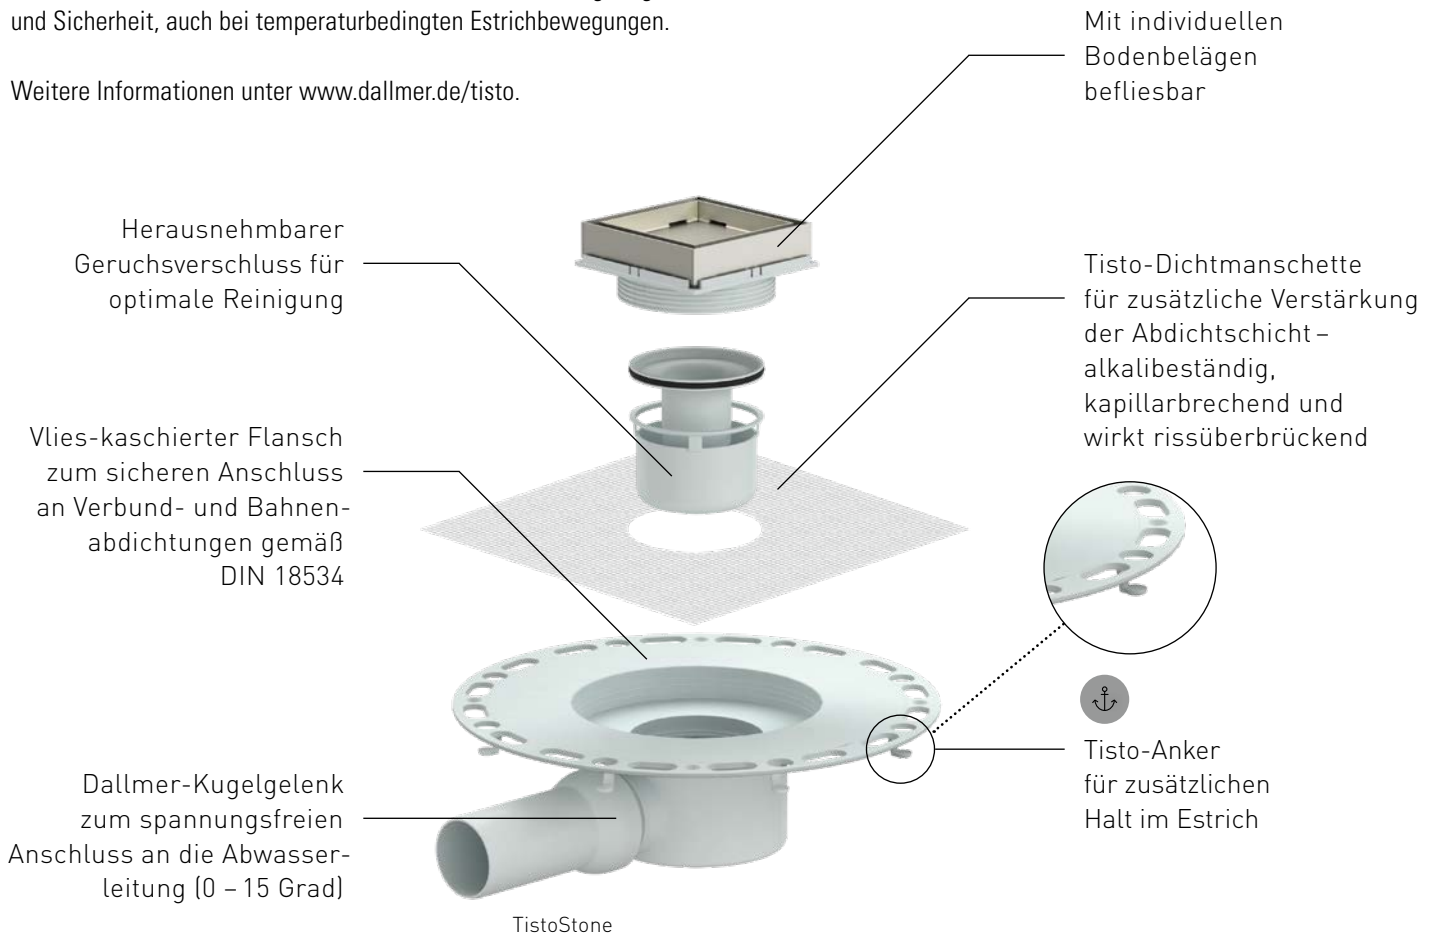 und Sicherheit, auch bei temperaturbedingten Estrichbewegungen.
Weitere Informationen unter www.dallmer.de/tisto.
Mit individuellen
Bodenbelägen
befliesbar
Herausnehmbarer
Geruchsverschluss für
optimale Reinigung
Tisto-Dichtmanschette
für zusätzliche Verstärkung
der Abdichtschicht –
alkalibeständig,
kapillarbrechend und
wirkt rissüberbrückend
Vlies-kaschierter Flansch
zum sicheren Anschluss
an Verbund- und Bahnen-
abdichtungen gemäß
DIN 18534
Tisto-Anker
für zusätzlichen
Halt im Estrich
Dallmer-Kugelgelenk
zum spannungsfreien
Anschluss an die Abwasser-
leitung (0 – 15 Grad)
TistoStone